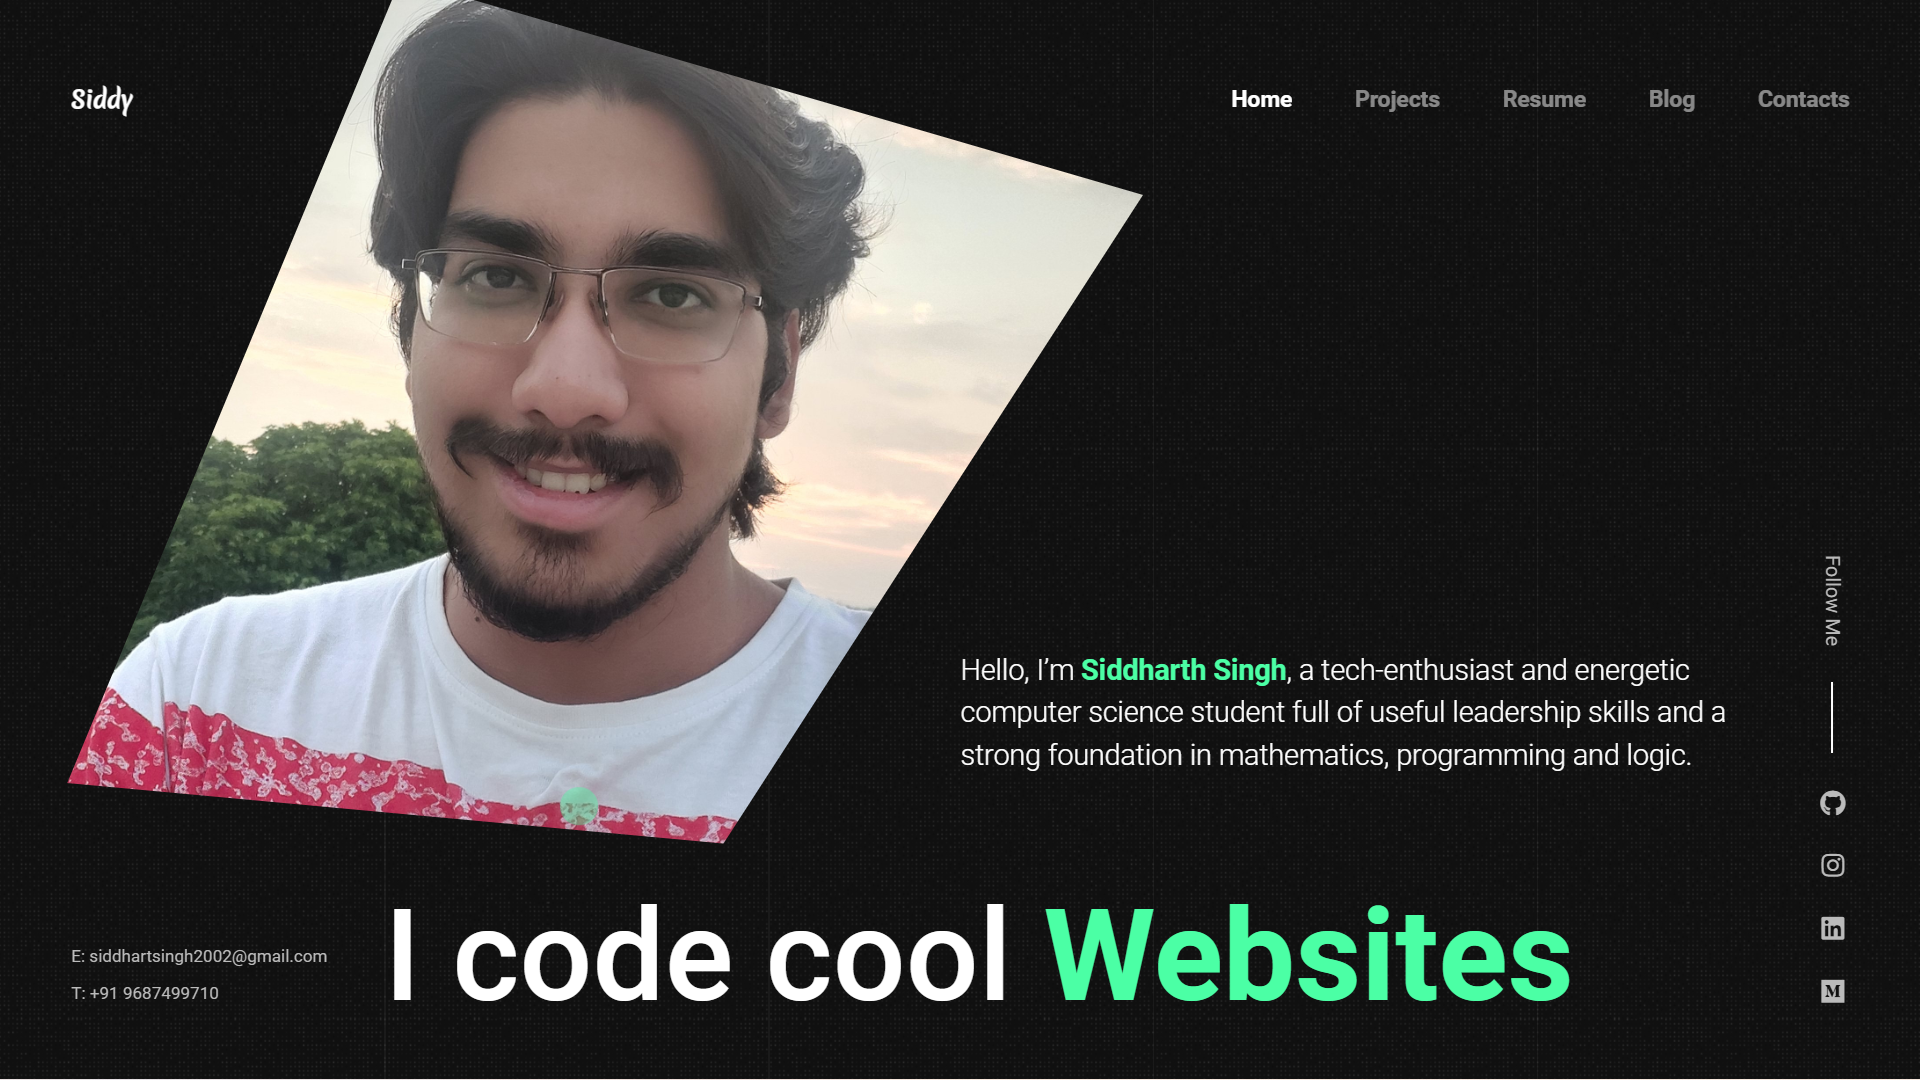 Siddy
Home
Projects
Resume
Blog
Contacts
Follow Me
Hello, I’m Siddharth Singh, a tech-enthusiast and energetic
computer science student full of useful leadership skills and a
strong foundation in mathematics, programming and logic.
I code cool Websites
E: siddhartsingh2002@gmail.com
T: +91 9687499710